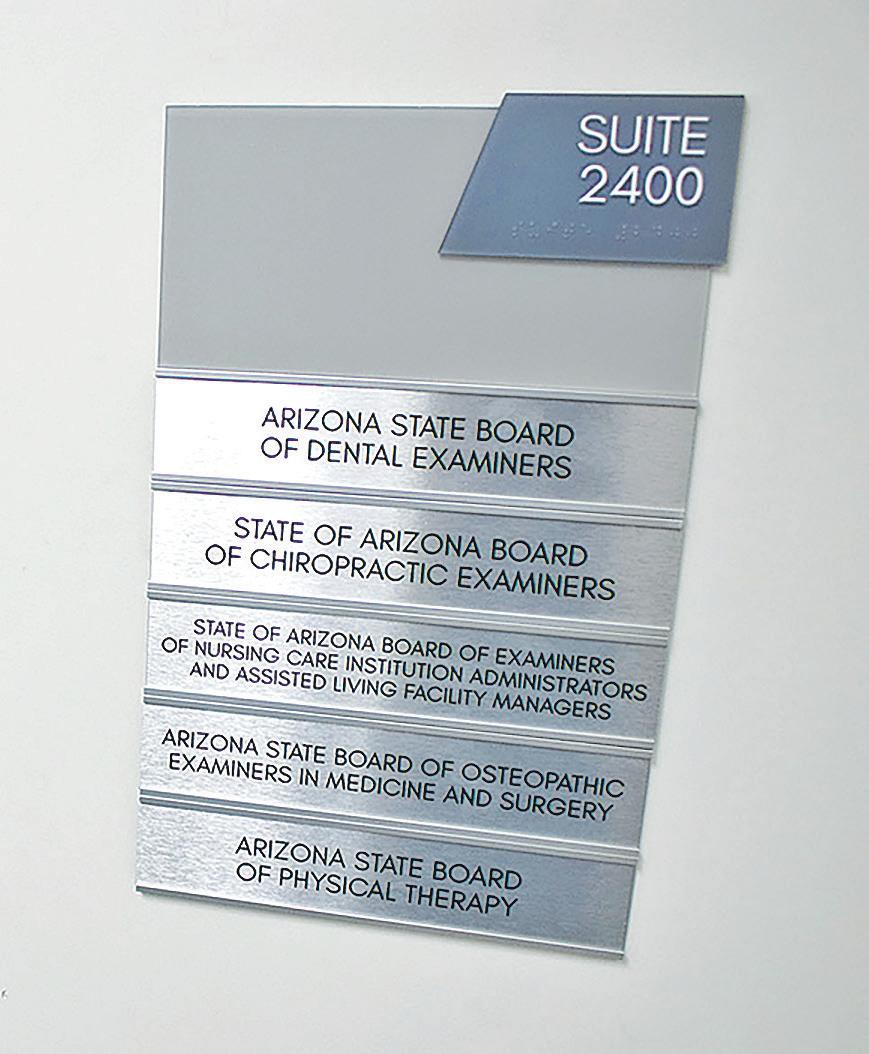 SUITE
2400
ARIZONA STATE BOARD
OF DENTAL EXAMINERS
STATE OF ARIZONA BOARD
OF CHIROPRACTIC EXAMINERS
STATE OF ARIZONA BOARD OF EXAMINERS
OF NURSING CARE INSTITUTION ADMINISTRATORS
AND ASSISTED LIVING FACILITY MANAGERS
ARIZONA STATE BOARD OF OSTEOPATHIC
EXAMINERS IN MEDICINE AND SURGERY
ARIZONA STATE BOARD
OF PHYSICAL THERAPY